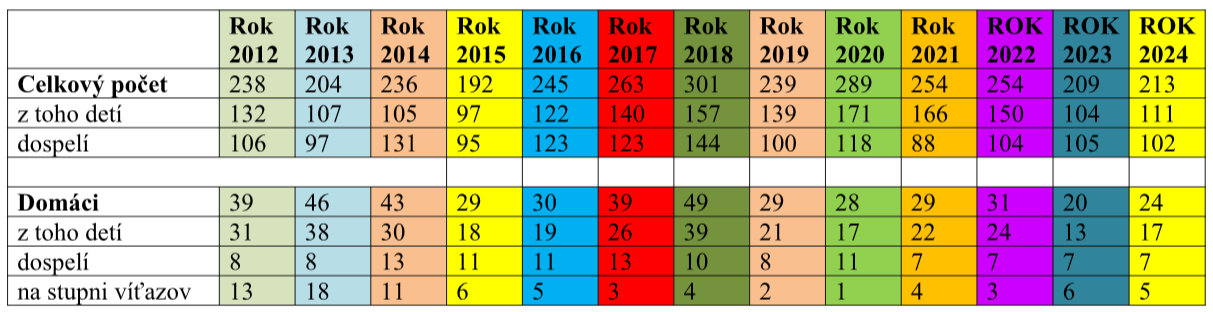 Rok 2012 Rok 2013 Rok 2014 Rok 2015 Rok 2016 Rok 2017 Rok 2018 Rok 2019 Rok 2020 Rok 2021 ROK 2022 ROK 2023 ROK 2024
Celkový počet 238 204 236 192 245 263 301 239 289 254 254 209 213
z toho detí 132 107 105 97 122 140 157 139 171 166 150 104 111
dospelí 106 97 131 95 123 123 144 100 118 88 104 105 102
Domáci 39 46 43 29 30 39 49 29 28 29 31 20 24
z toho detí 31 38 30 18 19 26 39 21 17 22 24 13 17
dospelí 8 8 13 11 11 13 10 8 11 7 7 7 7
na stupni víťazov 13 18 11 6 5 3 4 2 1 4 3 6 5